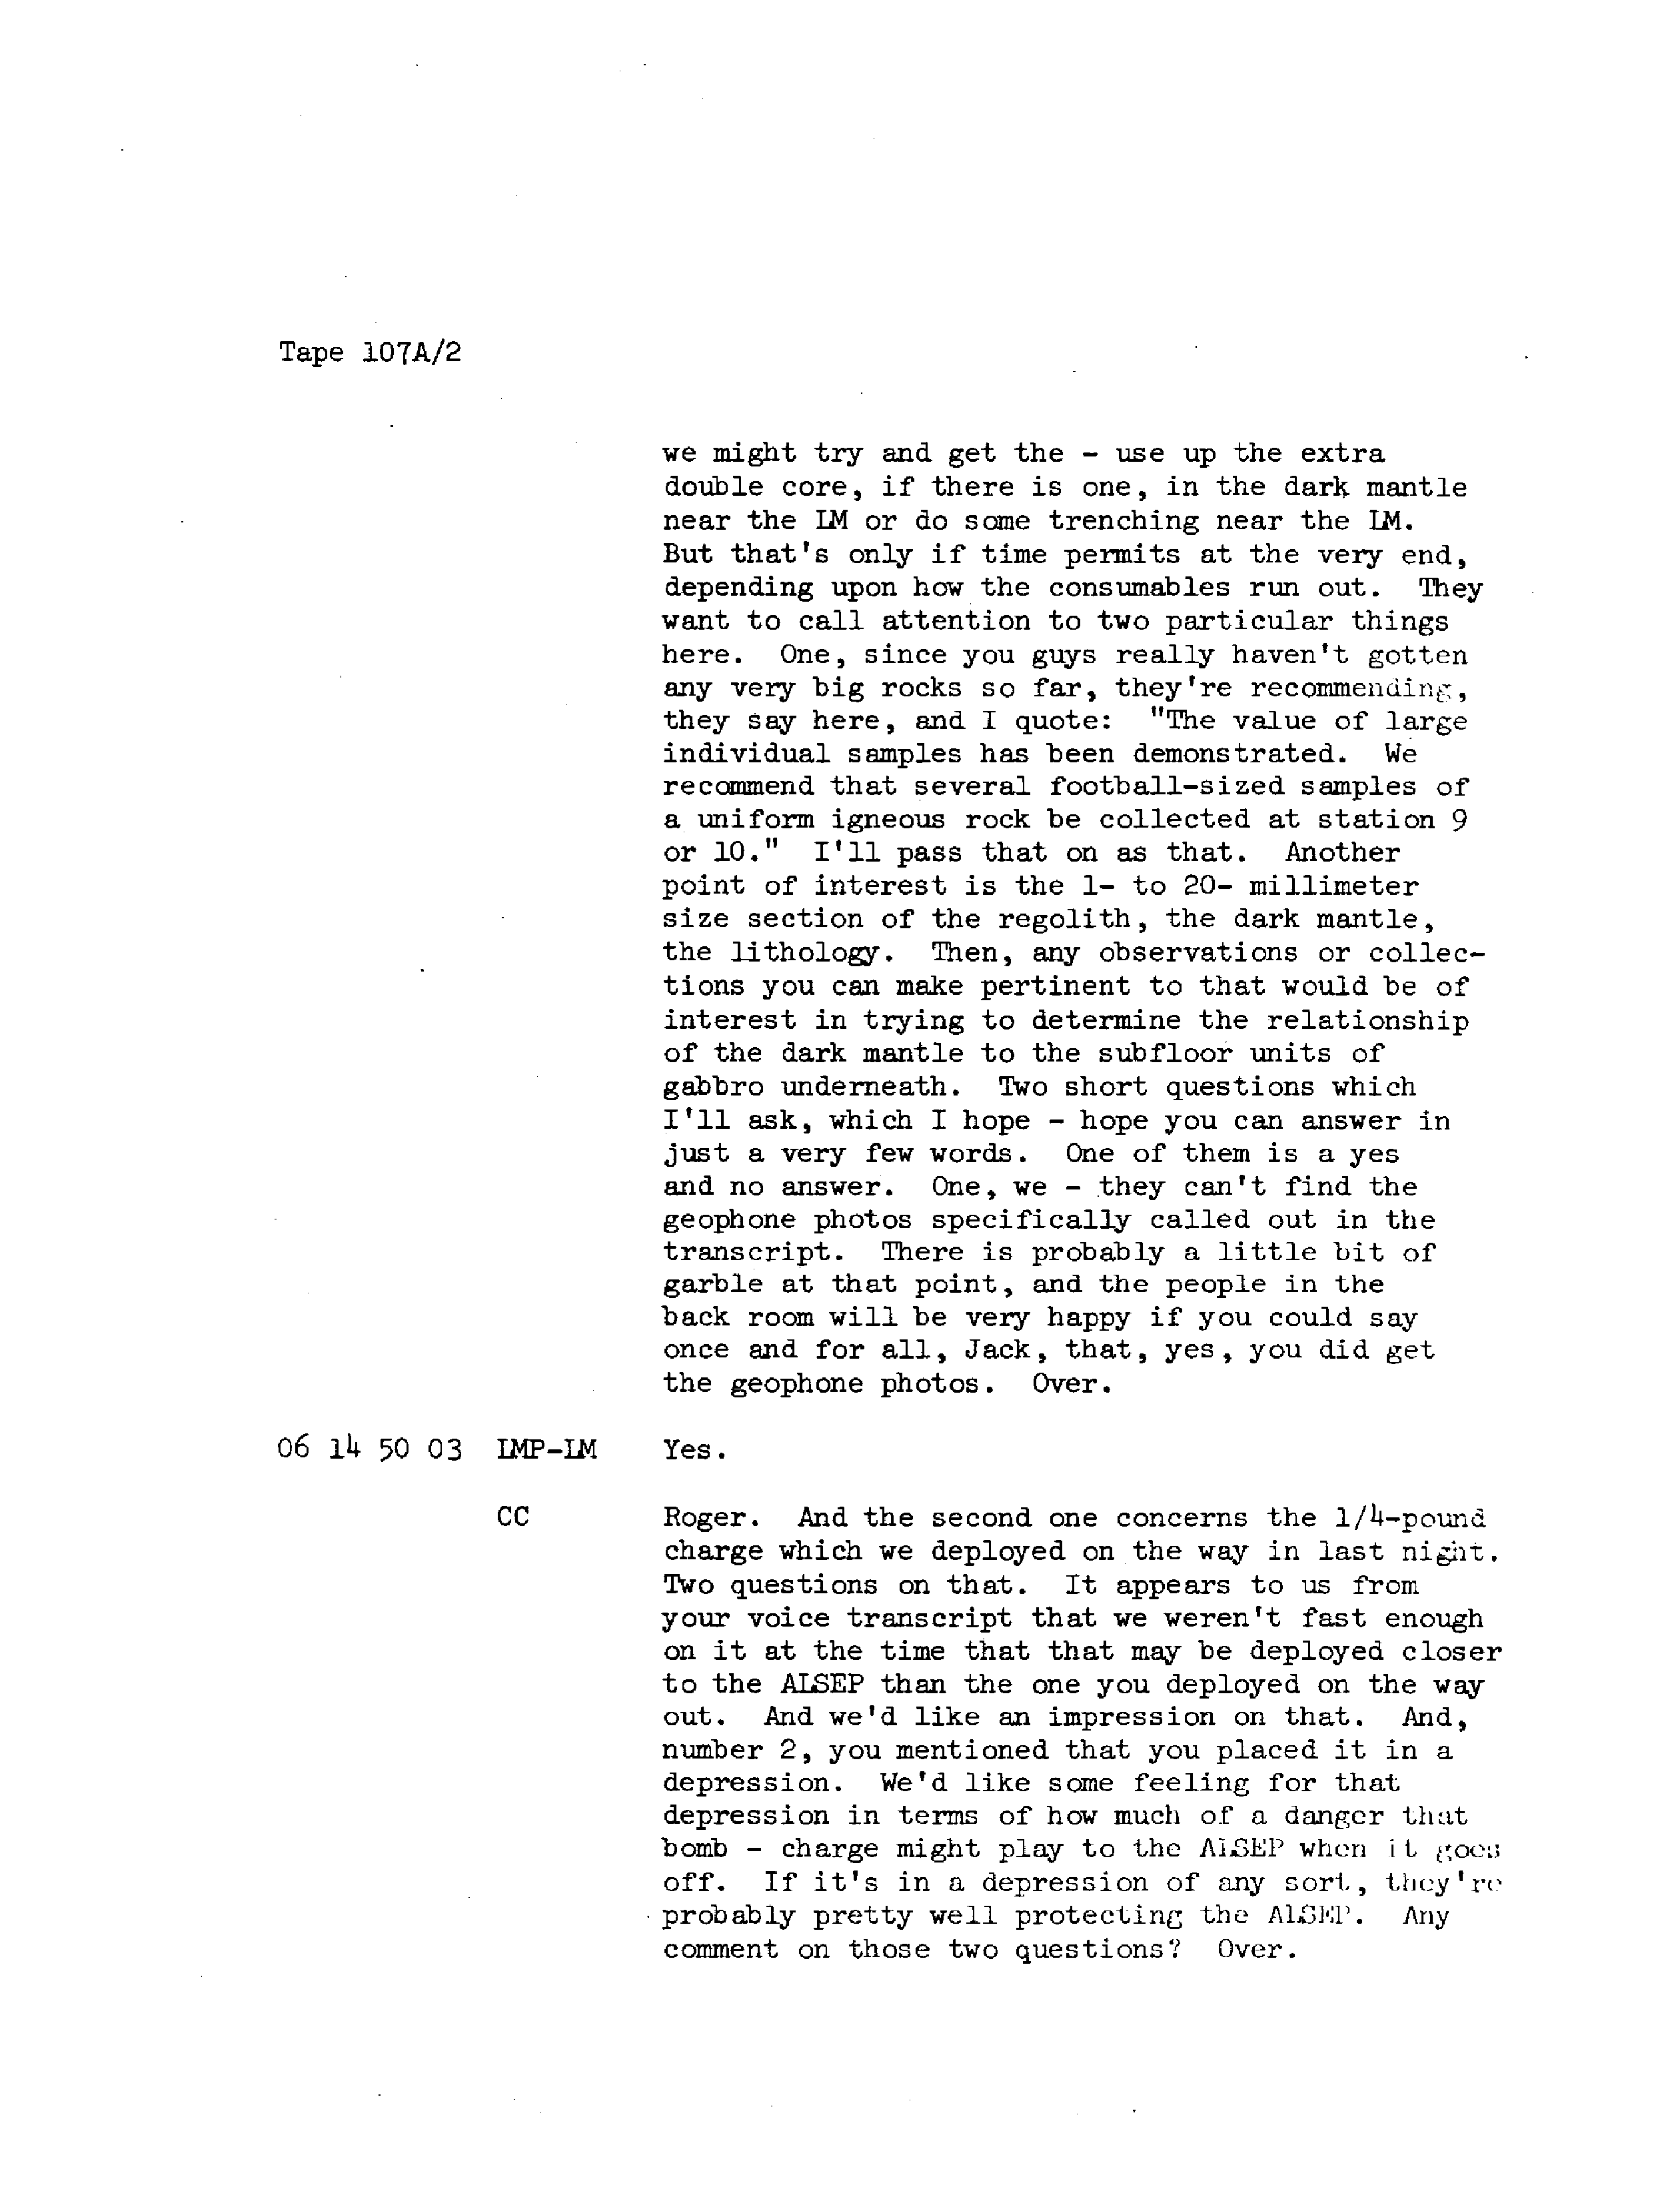 Tape 107A/2
we might try and get the - use up the extra
double core, if there is one, in the dark mantle
near the LM or do some trenching near the LM.
But that's only if time permits at the very end,
depending upon how the consumables run out. They
want to call attention to two particular things
here. One, since you guys really haven't gotten
any very big rocks so far, they're recommending,
they say here, and I quote: "The value of large
individual samples has been demonstrated. We
recommend that several football-sized samples of
a uniform igneous rock be collected at station 9
or 10." I'll pass that on as that. Another
point of interest is the 1- to 20- millimeter
size section of the regolith, the dark mantle,
the lithology. Then, any observations or collec-
tions you can make pertinent to that would be of
interest in trying to determine the relationship
of the dark mantle to the subfloor units of
gabbro underneath. Two short questions which
I'll ask, which I hope - hope you can answer in
just a very few words. One of them is a yes
and no answer. One, we - they can't find the
geophone photos specifically called out in the
transcript. There is probably a little bit of
garble at that point, and the people in the
back room will be very happy if you could say
once and for all, Jack, that, yes, you did get
the geophone photos. Over.
06 14 50 03 LMP-LM Yes.
CC Roger. And the second one concerns the 1/4-pound
charge which we deployed on the way in last night.
Two questions on that. It appears to us from
your voice transcript that we weren't fast enough
on it at the time that that may be deployed closer
to the ALSEP than the one you deployed on the way
out. And we'd like an impression on that. And,
number 2, you mentioned that you placed it in a
depression. We'd like some feeling for that
depression in terms of how much of a danger that
bomb - charge might play to the ALSEP when it goes
off. If it's in a depression of any sort, they're
probably pretty well protecting the ALSEP. Any
comment on those two questions? Over.